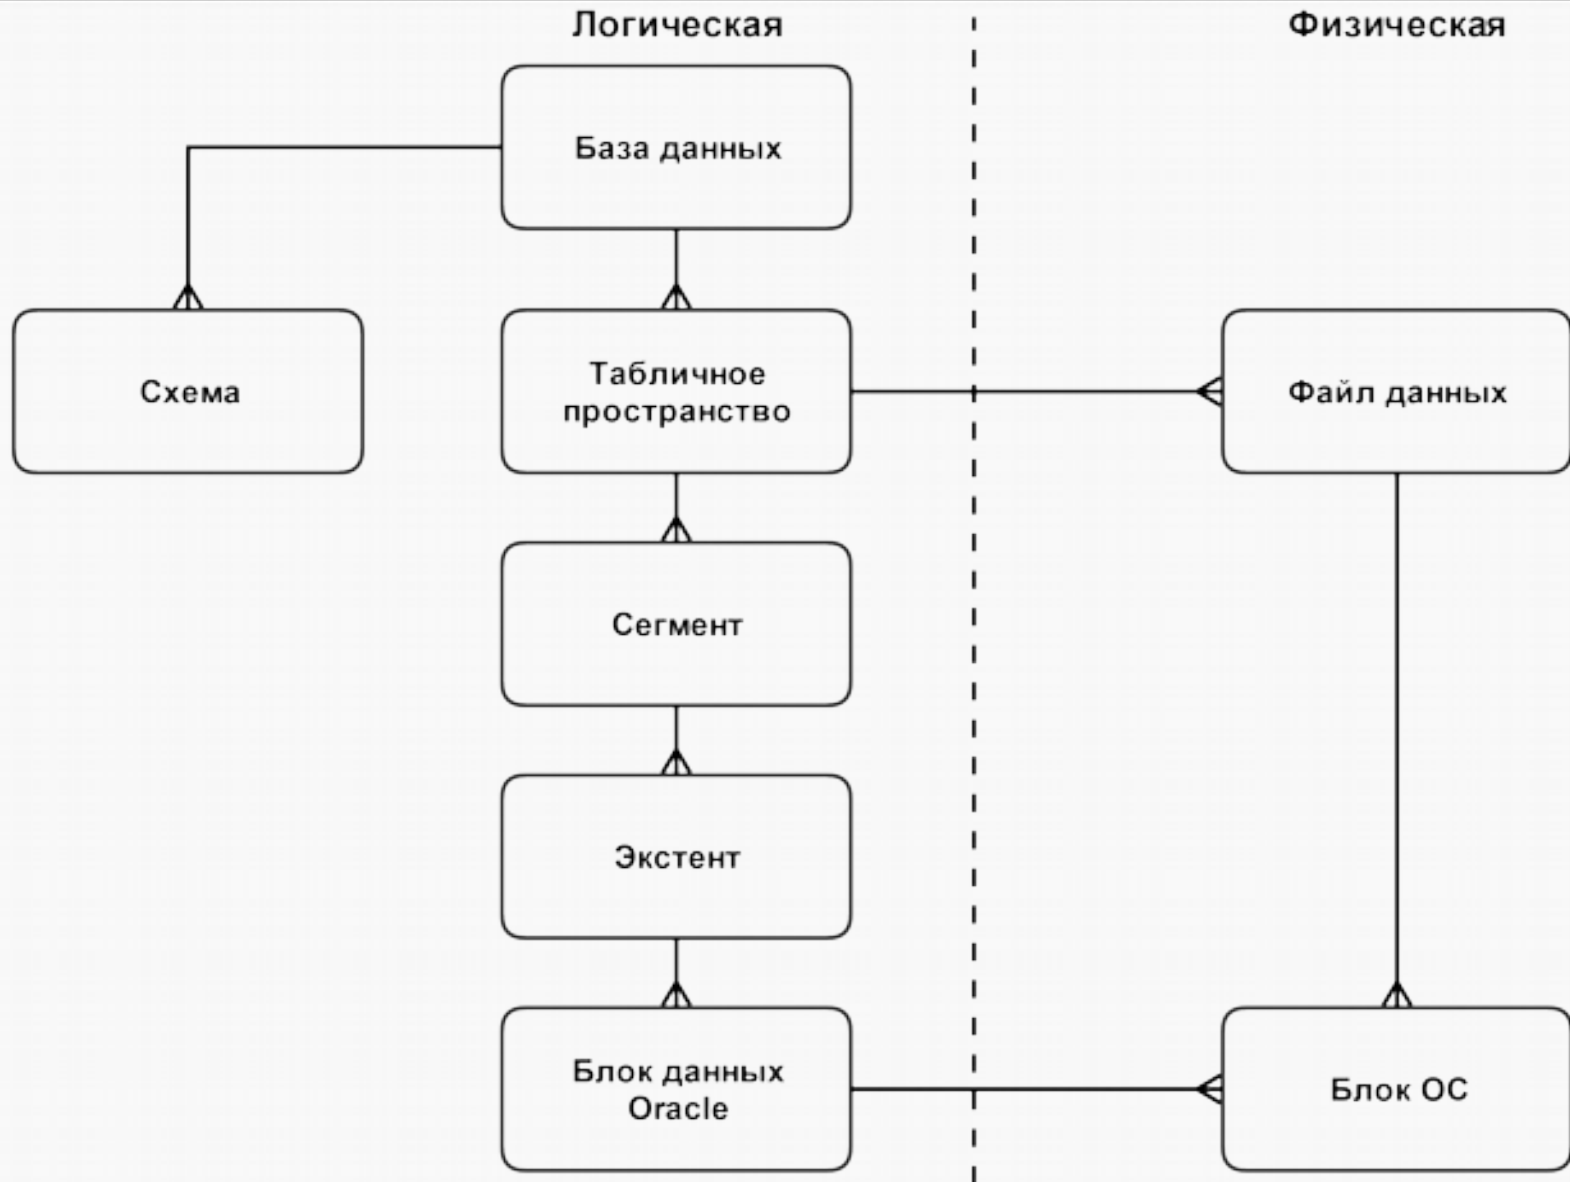 Логическая
Физическая
База данных
Схема
Табличное
пространство
Файл данных
Сегмент
Экстент
Блок данных
Oracle
Блок ОС